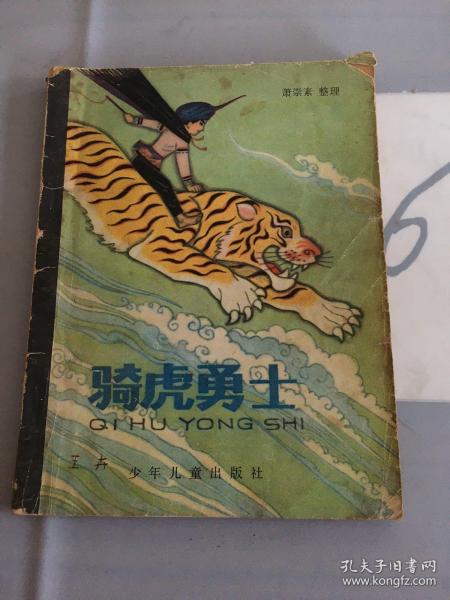 萧崇素 整理
骑虎勇士
QI HU YONG SHI
少年儿童出版社
6
孔夫子旧书网
www.kongfz.com